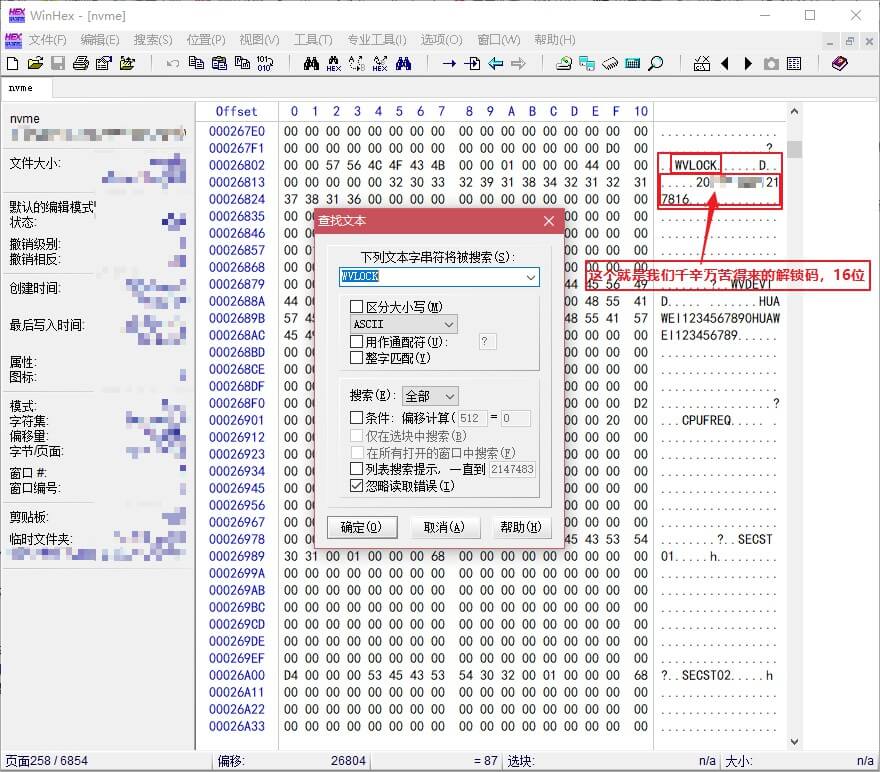 WinHex - [nvme]
文件(F) 编辑(E) 搜索(S) 位置(P) 视图(V) 工具(T) 专业工具(I) 选项(O) 窗口(W) 帮助(H)
nvme
nvme
文件大小:
默认的编辑模式
状态:
撤销级别:
撤销相反:
创建时间:
最后写入时间:
属性:
图标:
模式:
字符集:
偏移量:
字节/页面:
窗口 #:
窗口编号:
剪贴板:
临时文件夹:
Offset 0 1 2 3 4 5 6 7 8 9 A B C D E F 10
000267E0 00 00 00 00 00 00 00 00 00 00 00 00 00 00 00 00 00 .................
000267F1 00 00 00 00 00 00 00 00 00 00 00 00 00 00 00 D0 00 ...............?
00026802 00 00 57 56 4C 4F 43 4B 00 00 01 00 00 00 44 00 00 ..WVLOCK......D..
00026813 00 00 00 00 00 32 30 33 32 39 31 38 34 32 31 32 31 .....20 21
00026824 37 38 31 36 00 00 00 00 00 00 00 00 00 00 00 00 00 7816.............
00026835
00026846
00026857
00026868
00026879 45 56 49 ?..WVDEVI
0002688A 44 00 00 48 55 41 D..............HUA
0002689B 57 45 48 55 41 57 WEI1234567890HUAW
000268AC 45 49 EI123456789......
000268BD
000268CE
000268DF
000268F0 00 D2 00 ?
00026901 00 00 20 00 ...CPUFREQ.......
00026912
00026923
00026934
00026945
00026956
00026967
00026978 45 43 53 54 ?..SECST
00026989 30 31 00 01 00 00 00 68 00 00 00 00 00 00 00 00 00 01.....h.........
0002699A 00 00 00 00 00 00 00 00 00 00 00 00 00 00 00 00 00 .................
000269AB 00 00 00 00 00 00 00 00 00 00 00 00 00 00 00 00 00 .................
000269BC 00 00 00 00 00 00 00 00 00 00 00 00 00 00 00 00 00 .................
000269CD 00 00 00 00 00 00 00 00 00 00 00 00 00 00 00 00 00 .................
000269DE 00 00 00 00 00 00 00 00 00 00 00 00 00 00 00 00 00 .................
000269EF 00 00 00 00 00 00 00 00 00 00 00 00 00 00 00 00 00 .................
00026A00 D4 00 00 00 53 45 43 53 54 30 32 00 01 00 00 00 68 ?..SECST02.....h
00026A11 00 00 00 00 00 00 00 00 00 00 00 00 00 00 00 00 00 .................
00026A22 00 00 00 00 00 00 00 00 00 00 00 00 00 00 00 00 00 .................
00026A33 00 00 00 00 00 00 00 00 00 00 00 00 00 00 00 00 00 .................
这个就是我们千辛万苦得来的解锁码，16位
查找文本
下列文本字串符将被搜索(S):
WVLOCK
区分大小写(M)
ASCII
用作通配符(U): ?
整字匹配(Y)
搜索(E): 全部
条件: 偏移计算( 512 = 0
仅在选块中搜索(B)
在所有打开的窗口中搜索(F)
列表搜索提示，一直到 2147483
忽略读取错误(I)
确定(O) 取消(A) 帮助(H)
页面258 / 6854 偏移: 26804 = 87 选块: n/a 大小: n/a